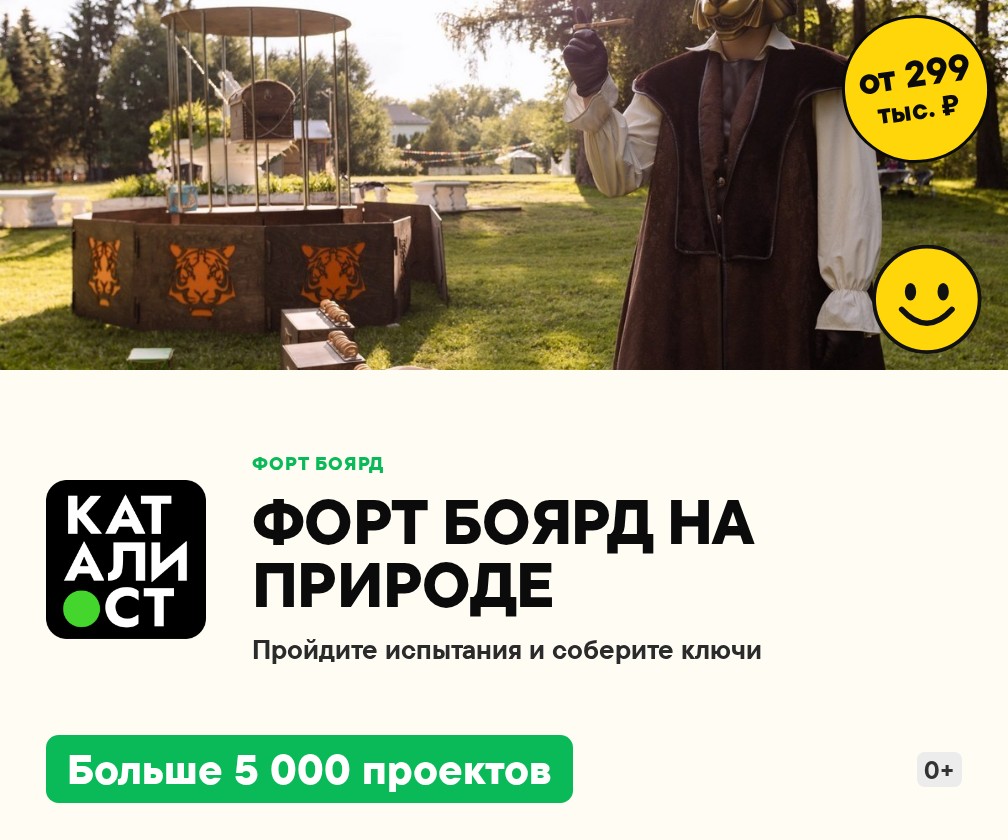 от 299
тыс. ₽
ФОРТ БОЯРД
КАТ
АЛИ
ОСТ
ФОРТ БОЯРД НА
ПРИРОДЕ
Пройдите испытания и соберите ключи
Больше 5 000 проектов
0+